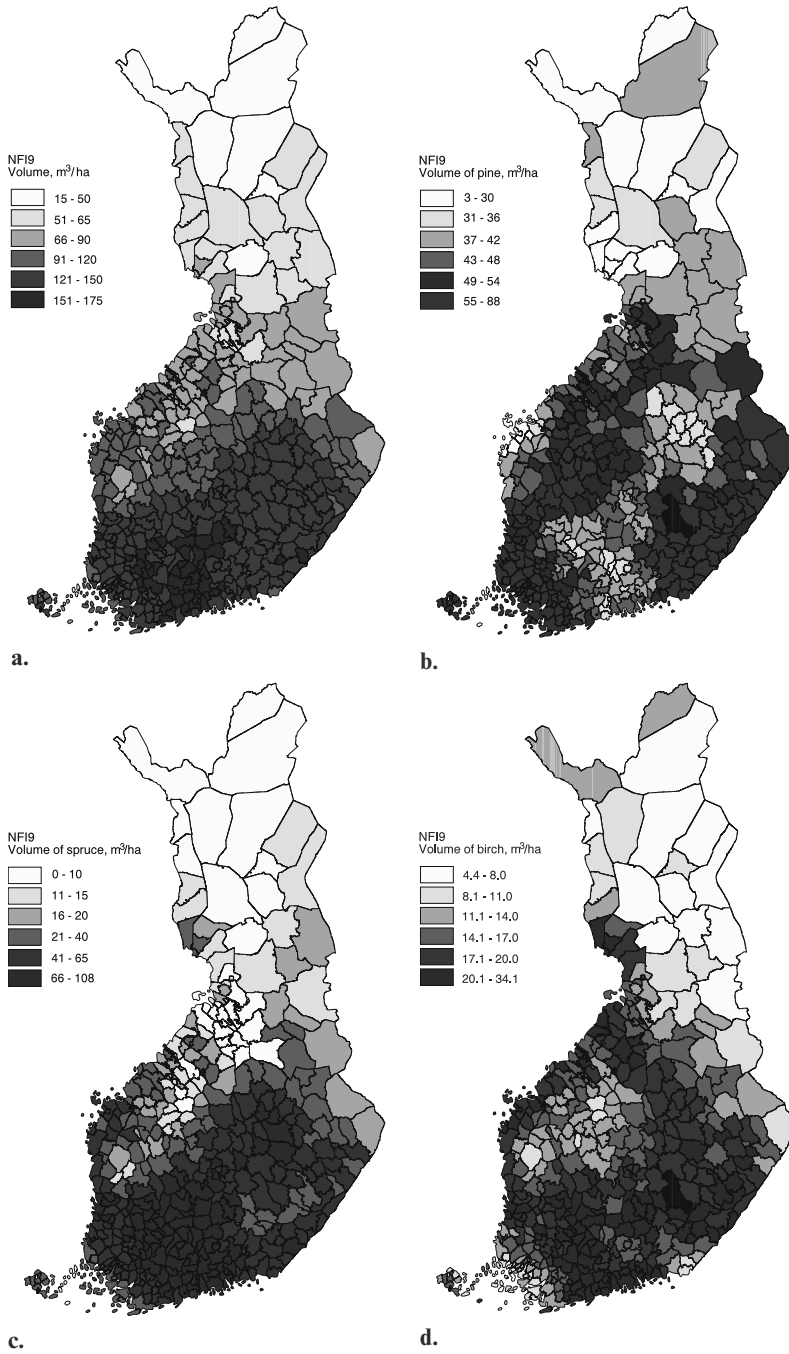 NFI9
Volume, m³/ha
15 - 50
51 - 65
66 - 90
91 - 120
121 - 150
151 - 175
a.
NFI9
Volume of pine, m³/ha
3 - 30
31 - 36
37 - 42
43 - 48
49 - 54
55 - 88
b.
NFI9
Volume of spruce, m³/ha
0 - 10
11 - 15
16 - 20
21 - 40
41 - 65
66 - 108
c.
NFI9
Volume of birch, m³/ha
4.4 - 8.0
8.1 - 11.0
11.1 - 14.0
14.1 - 17.0
17.1 - 20.0
20.1 - 34.1
d.